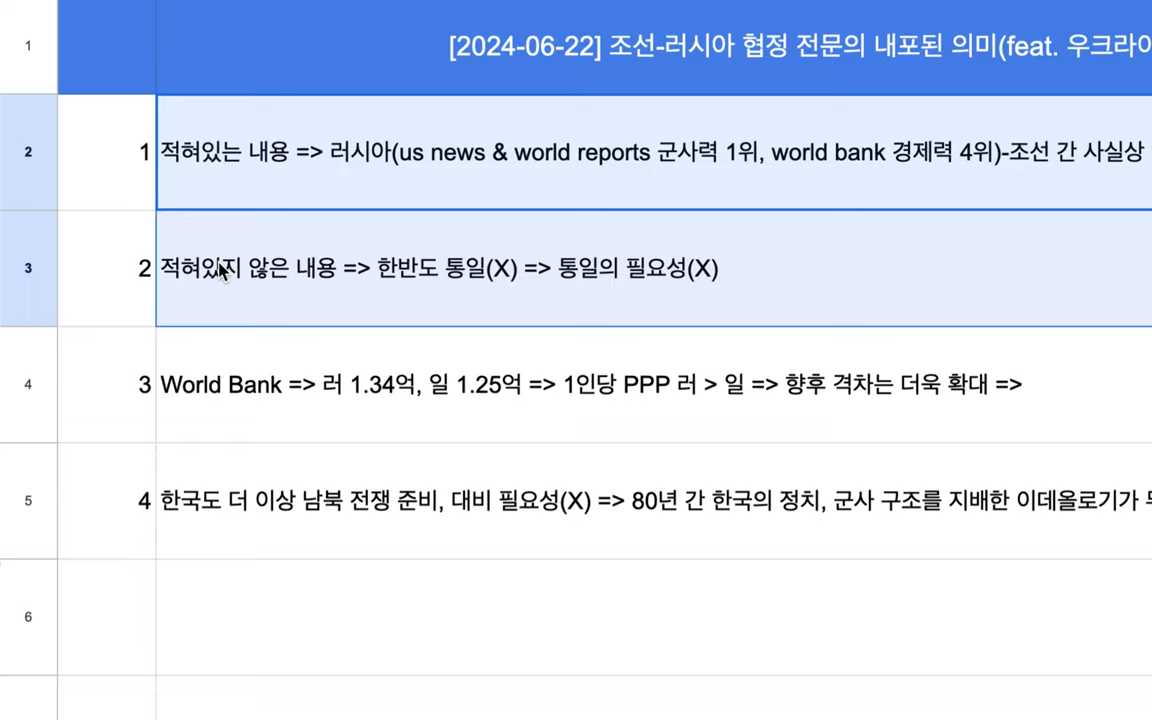 1
[2024-06-22] 조선-러시아 협정 전문의 내포된 의미(feat. 우크라이
2
1 적혀있는 내용 => 러시아(us news & world reports 군사력 1위, world bank 경제력 4위)-조선 간 사실상
3
2 적혀있지 않은 내용 => 한반도 통일(X) => 통일의 필요성(X)
4
3 World Bank => 러 1.34억, 일 1.25억 => 1인당 PPP 러 > 일 => 향후 격차는 더욱 확대 =>
5
4 한국도 더 이상 남북 전쟁 준비, 대비 필요성(X) => 80년 간 한국의 정치, 군사 구조를 지배한 이데올로기가
6